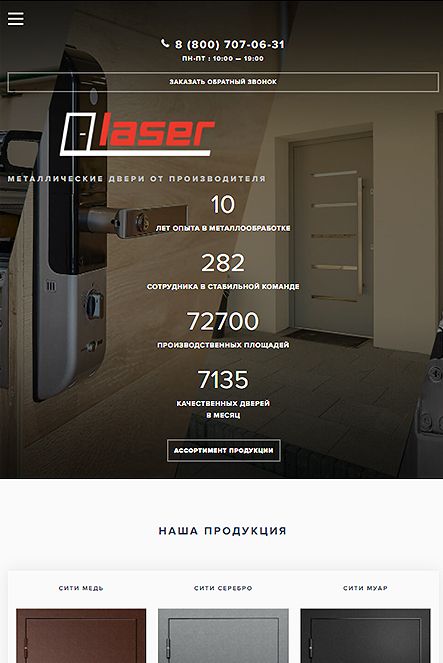 8 (800) 707-06-31
ПН-ПТ : 10:00 — 19:00
ЗАКАЗАТЬ ОБРАТНЫЙ ЗВОНОК
laser
МЕТАЛЛИЧЕСКИЕ ДВЕРИ ОТ ПРОИЗВОДИТЕЛЯ
10
ЛЕТ ОПЫТА В МЕТАЛЛООБРАБОТКЕ
282
СОТРУДНИКА В СТАБИЛЬНОЙ КОМАНДЕ
72700
ПРОИЗВОДСТВЕННЫХ ПЛОЩАДЕЙ
7135
КАЧЕСТВЕННЫХ ДВЕРЕЙ
В МЕСЯЦ
АССОРТИМЕНТ ПРОДУКЦИИ
НАША ПРОДУКЦИЯ
СИТИ МЕДЬ
СИТИ СЕРЕБРО
СИТИ МУАР